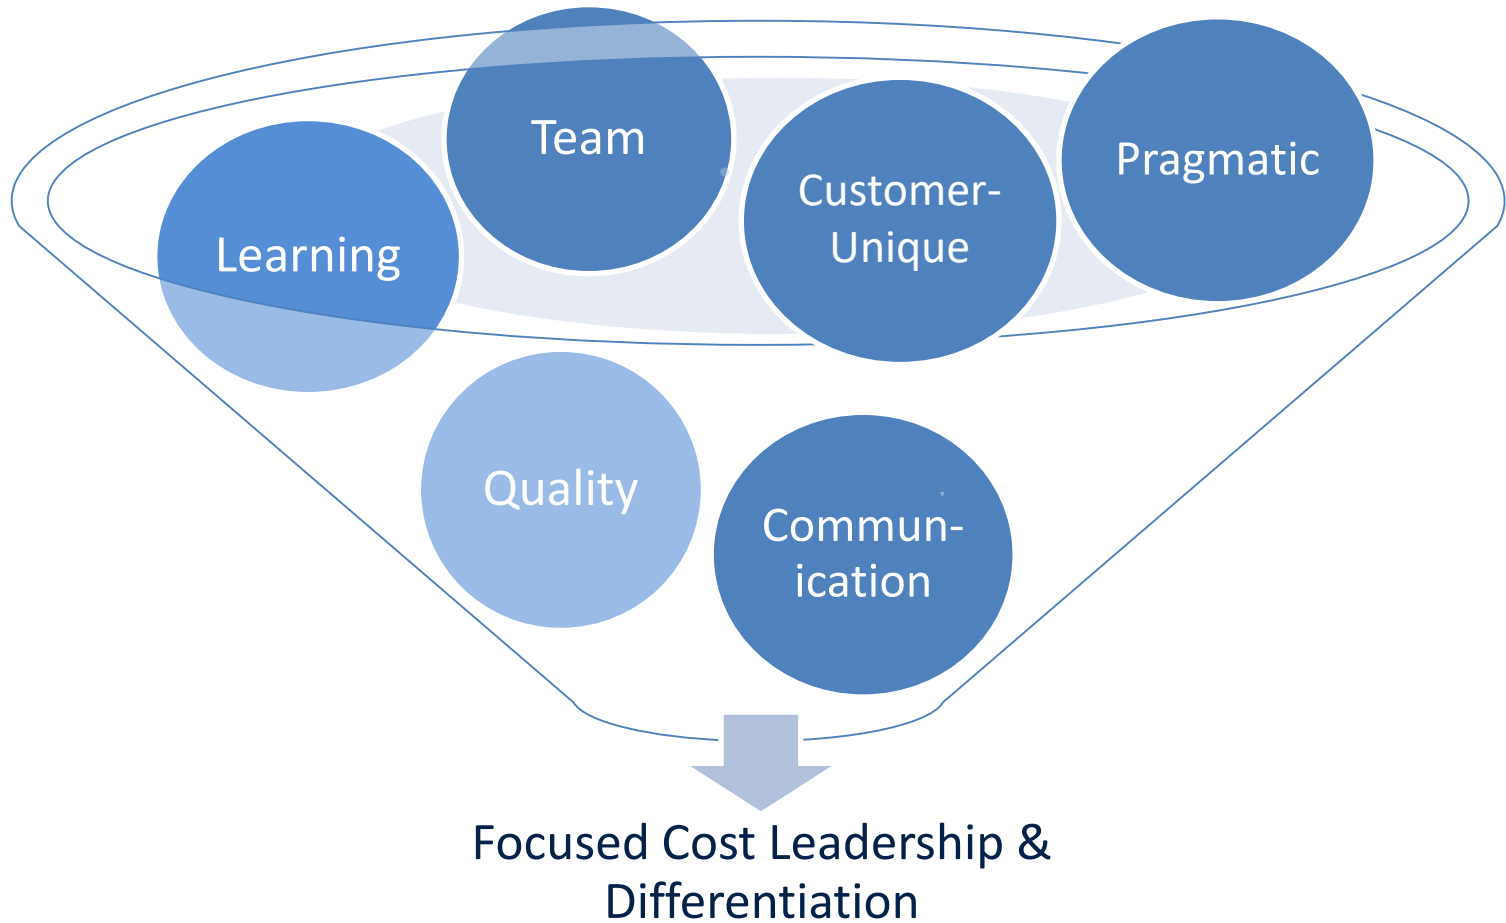 Team
Pragmatic
Customer-
Unique
Learning
Quality
Commun-
ication
Focused Cost Leadership &
Differentiation